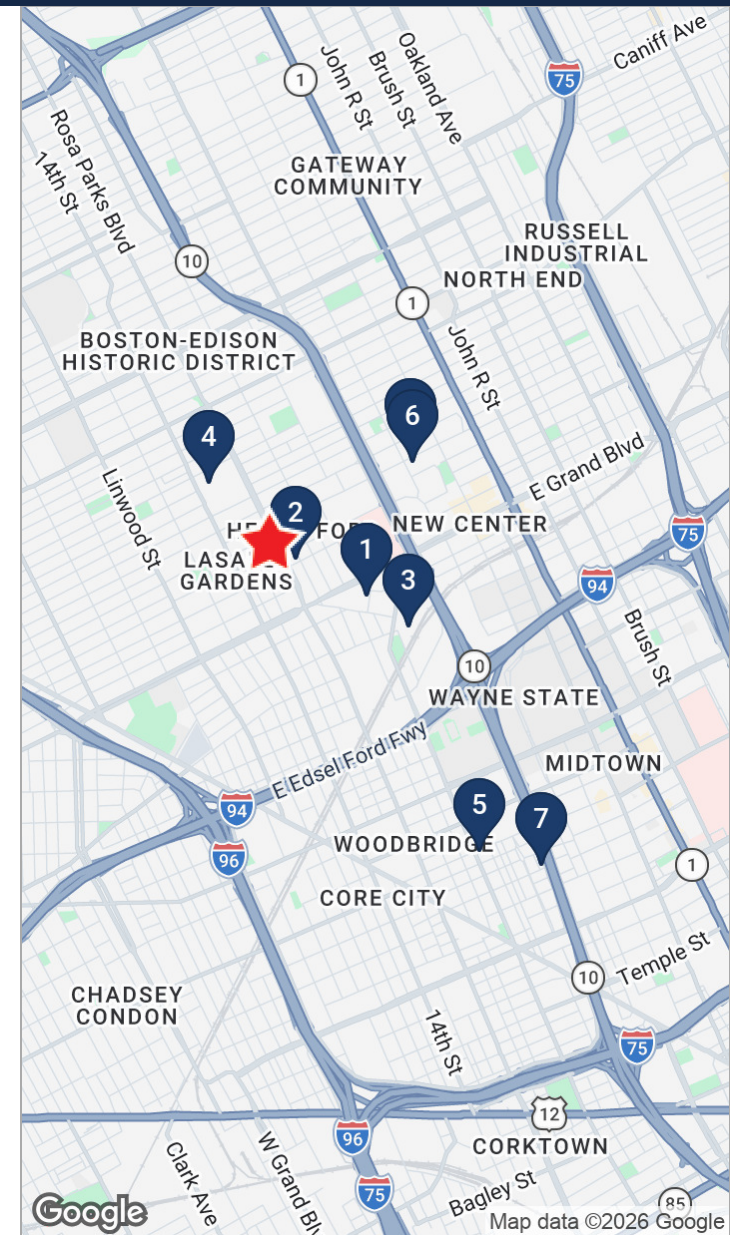 Caniff Ave
Oakland Ave
Brush St
John R St
1
75
Rosa Parks Blvd
14th St
GATEWAY
COMMUNITY
RUSSELL
INDUSTRIAL
10
NORTH END
1
BOSTON-EDISON
HISTORIC DISTRICT
John R St
6
4
E Grand Blvd
Linwood St
2
NEW CENTER
75
1
GARDENS
3
94
Brush St
10
WAYNE STATE
E Edsel Ford Fwy
MIDTOWN
94
5
7
WOODBRIDGE
96
1
CORE CITY
Temple St
10
CHADSEY
CONDON
14th St
75
12
96
CORKTOWN
Clark Ave
W Grand
75
Bagley St
85
Google
Map data ©2026 Google